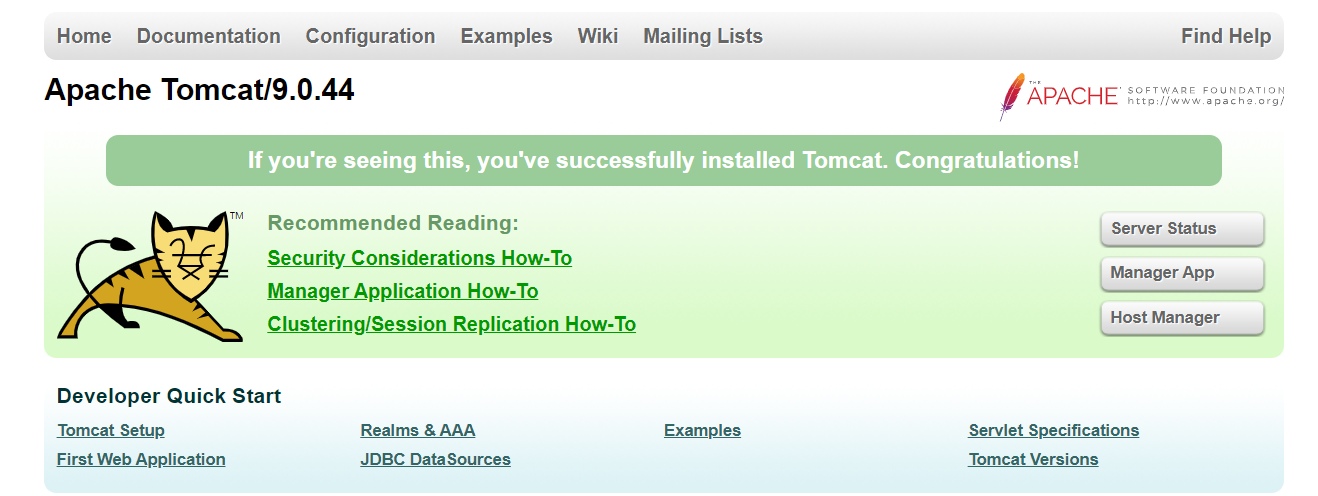 Home Documentation Configuration Examples Wiki Mailing Lists Find Help
Apache Tomcat/9.0.44
THE
APACHE™ SOFTWARE FOUNDATION
http://www.apache.org/
If you're seeing this, you've successfully installed Tomcat. Congratulations!
TM
Recommended Reading:
Security Considerations How-To
Manager Application How-To
Clustering/Session Replication How-To
Server Status
Manager App
Host Manager
Developer Quick Start
Tomcat Setup
First Web Application
Realms & AAA
JDBC DataSources
Examples
Servlet Specifications
Tomcat Versions